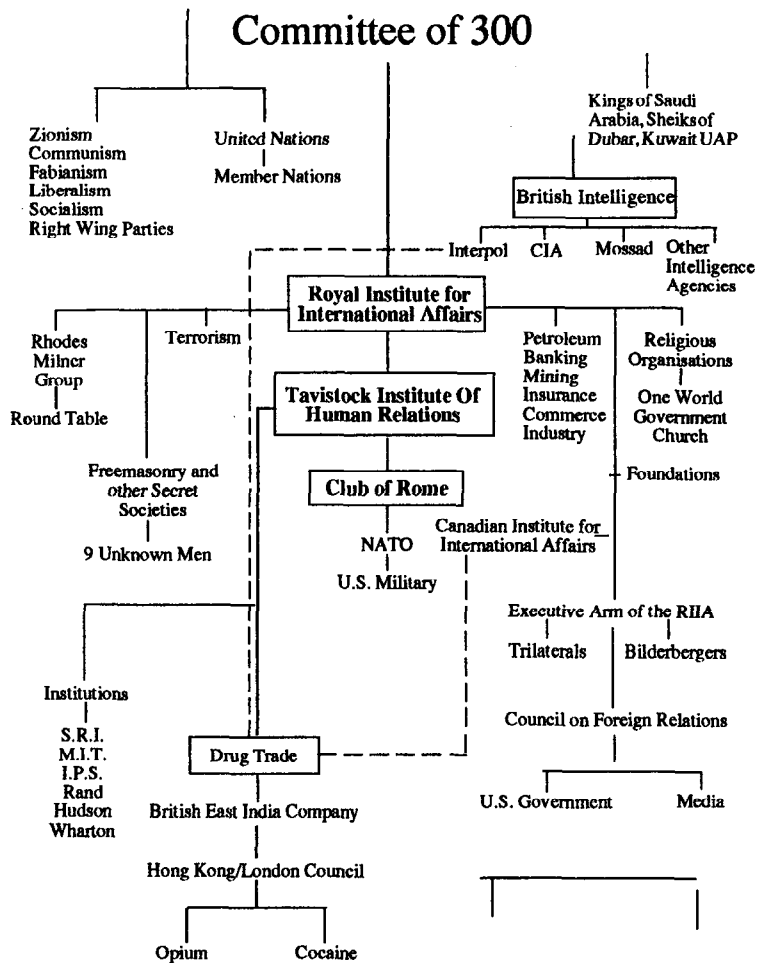 Committee of 300
Zionism
Communism
Fabianism
Liberalism
Socialism
Right Wing Parties
United Nations
Member Nations
Kings of Saudi
Arabia, Sheiks of
Dubar, Kuwait UAP
British Intelligence
Interpol
CIA
Mossad
Other
Intelligence
Agencies
Royal Institute for
International Affairs
Rhodes
Milner
Group
Round Table
Terrorism
Freemasonry and
other Secret
Societies
9 Unknown Men
Petroleum
Banking
Mining
Insurance
Commerce
Industry
Religious
Organisations
One World
Government
Church
Tavistock Institute Of
Human Relations
Club of Rome
NATO
U.S. Military
Foundations
Canadian Institute for
International Affairs
Executive Arm of the RIIA
Trilaterals
Bilderbergers
Council on Foreign Relations
U.S. Government
Media
Institutions
S.R.I.
M.I.T.
I.P.S.
Rand
Hudson
Wharton
Drug Trade
British East India Company
Hong Kong/London Council
Opium
Cocaine